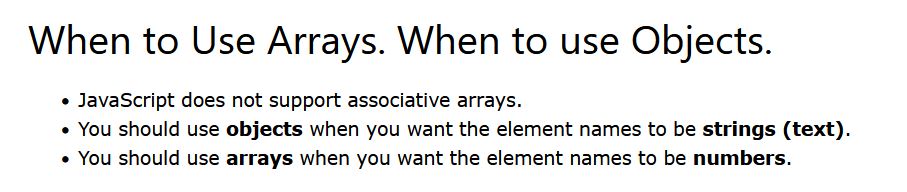 When to Use Arrays. When to use Objects.
• JavaScript does not support associative arrays.
• You should use objects when you want the element names to be strings (text).
• You should use arrays when you want the element names to be numbers.